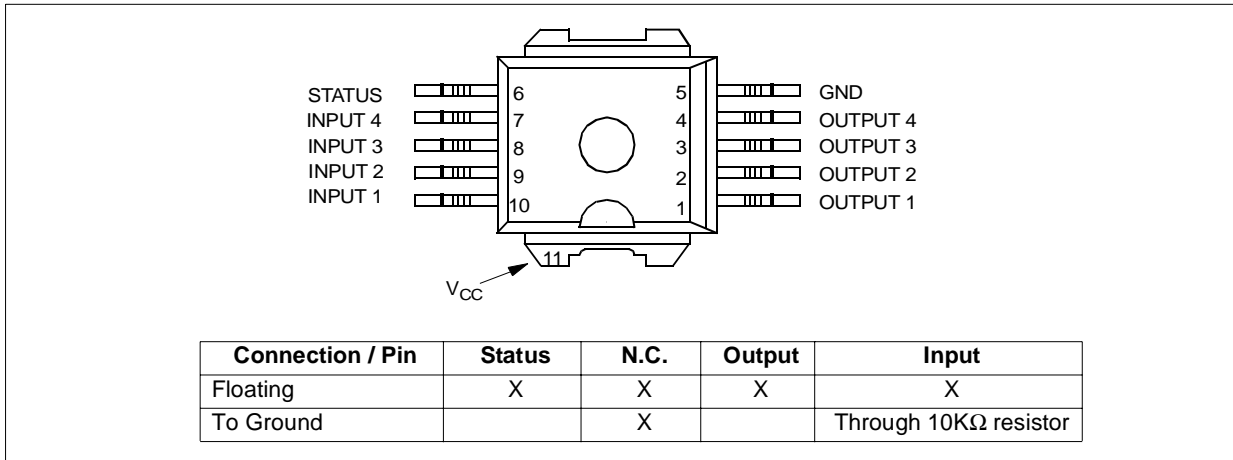 STATUS 6 5 GND
INPUT 4 7 4 OUTPUT 4
INPUT 3 8 3 OUTPUT 3
INPUT 2 9 2 OUTPUT 2
INPUT 1 10 1 OUTPUT 1
11
VCC
Connection / Pin Status N.C. Output Input
Floating X X X X
To Ground X Through 10KΩ resistor